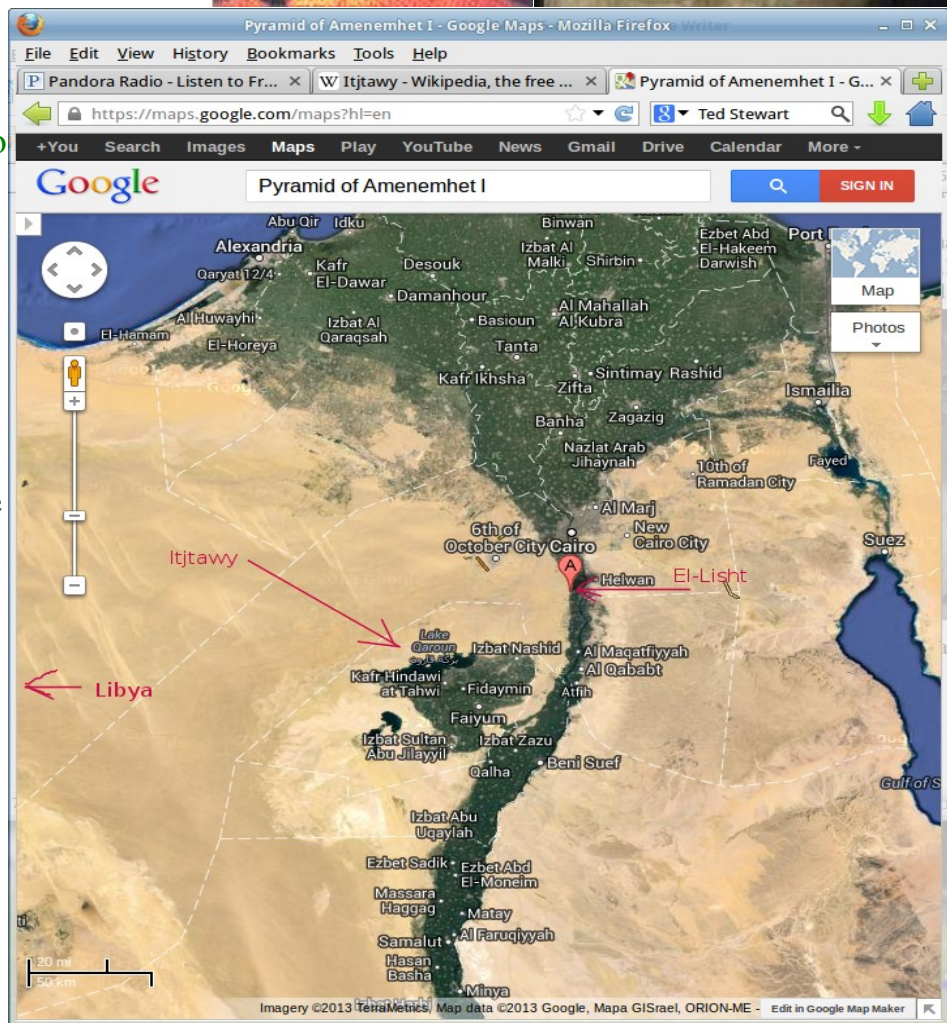 Pyramid of Amenemhet I - Google Maps - Mozilla Firefox
File Edit View History Bookmarks Tools Help
Pandora Radio - Listen to Fr... × W Itjtawy - Wikipedia, the free ... × Pyramid of Amenemhet I - G... ×
https://maps.google.com/maps?hl=en Ted Stewart
+You Search Images Maps Play YouTube News Gmail Drive Calendar More
Google Pyramid of Amenemhet I SIGN IN
Abu Qir Idku Binwan
Alexandria Izbat Al Malki Shirbin Ezbet Abd El-Hakeem Darwish Port
Map
Photos
Qaryat 12/4 Kafr El-Dawar Desouk
Damanhour Al Mahallah Al Kubra
Al Huwayhi Izbat Al Qaraqsah Basioun
El-Hamam El-Horeya Tanta
Kafr Ikhsha Zifta Sintimay Rashid
Ismailia
Banha Zagazig
Nazlat Arab Jihaynah
10th of Ramadan City Fayed
Al Marj
6th of October City Cairo New Cairo City Suez
Itjtawy
A
Helwan El-Lisht
Lake Qaroun
بركة قارون
Izbat Nashid Al Maqatfiyyah
Al Qababt
Kafr Hindawi at Tahwi Fidaymin Atfih
Libya
Faiyum
Izbat Sultan Abu Jilayyil Izbat Zazu
Qalha Beni Suef
Gulf of S
Izbat Abu Uqaylah
Ezbet Sadik Ezbet Abd El-Moneim
Massara Haggag
Matay
Samalut Al Faruqiyyah
Hasan Basha
20 mi
50 km
Minya
Imagery ©2013 TerraMetrics, Map data ©2013 Google, Mapa GISrael, ORION-ME - Edit in Google Map Maker